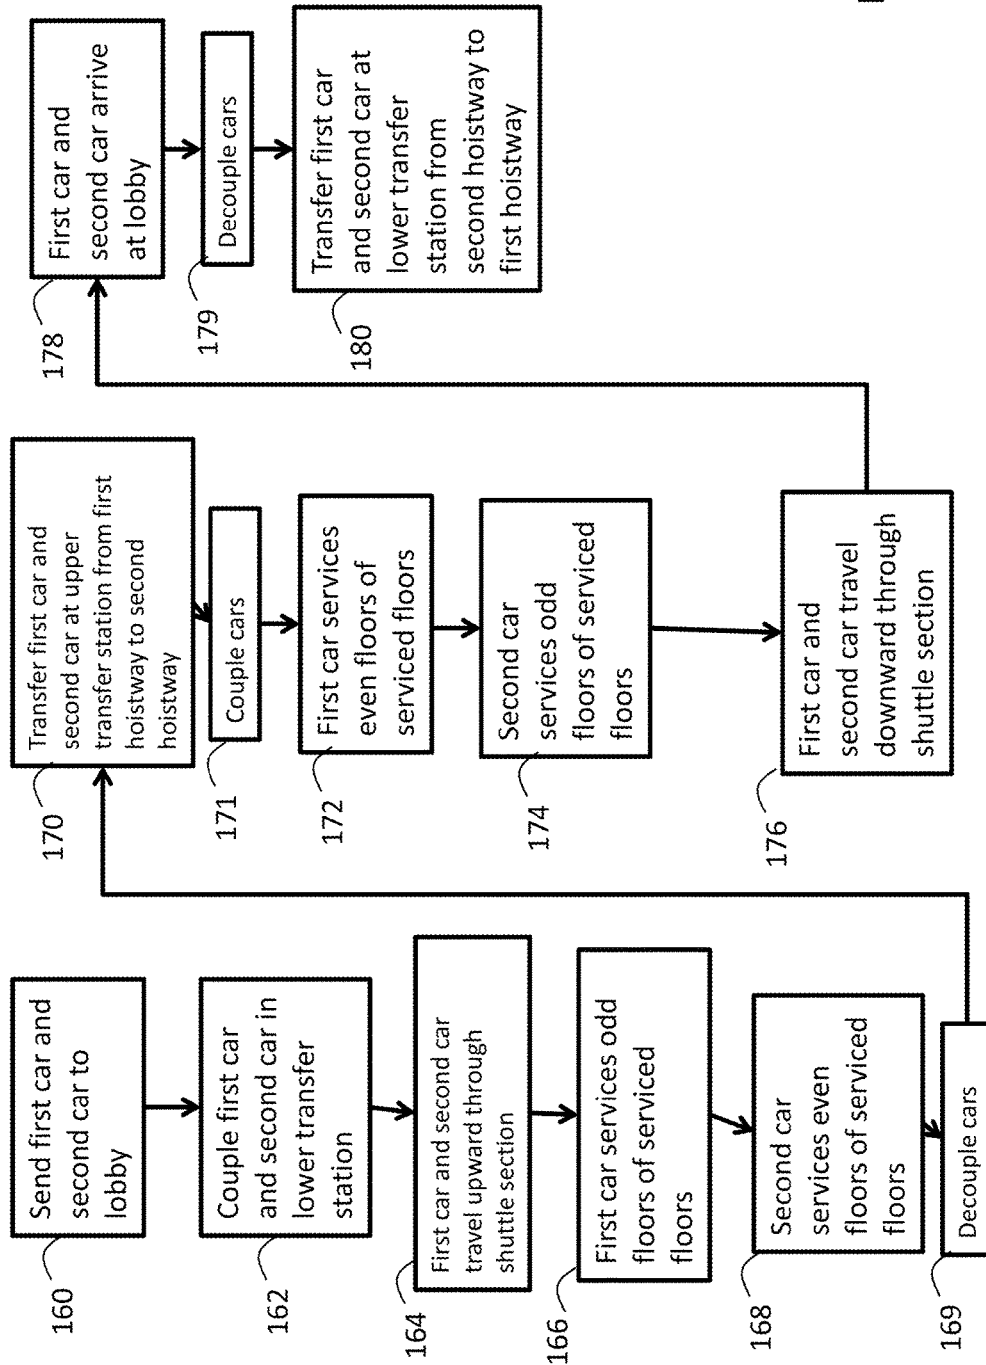 160
Send first car and
second car to
lobby
162
Couple first car
and second car in
lower transfer
station
164
First car and second car
travel upward through
shuttle section
166
First car services odd
floors of serviced
floors
168
Second car
services even
floors of serviced
floors
169
Decouple cars
170
Transfer first car and
second car at upper
transfer station from first
hoistway to second
hoistway
171
Couple cars
172
First car services
even floors of
serviced floors
174
Second car
services odd
floors of serviced
floors
176
First car and
second car travel
downward through
shuttle section
178
First car and
second car arrive
at lobby
179
Decouple cars
180
Transfer first car
and second car at
lower transfer
station from
second hoistway to
first hoistway